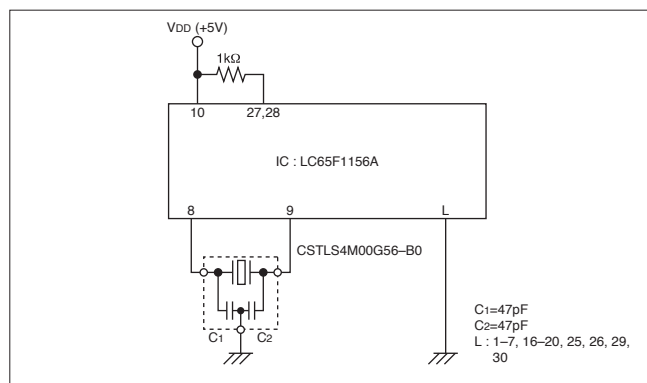 VDD (+5V)
1kΩ
10
27,28
IC : LC65F1156A
8
9
L
CSTLS4M00G56–B0
C1
C2
C1=47pF
C2=47pF
L : 1–7, 16–20, 25, 26, 29,
30